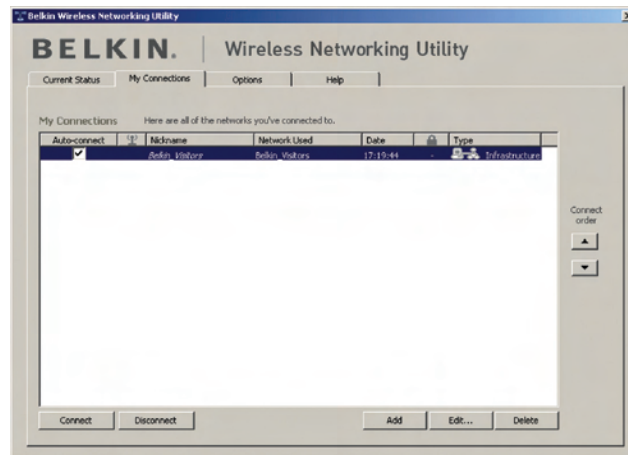 Belkin Wireless Networking Utility
BELKIN. Wireless Networking Utility
Current Status My Connections Options Help
My Connections Here are all of the networks you've connected to.
Auto-connect Nickname Network Used Date Type
Belkin_Visitors Belkin_Visitors 17:19:44 - Infrastructure
Connect
order
Connect Disconnect Add Edit... Delete